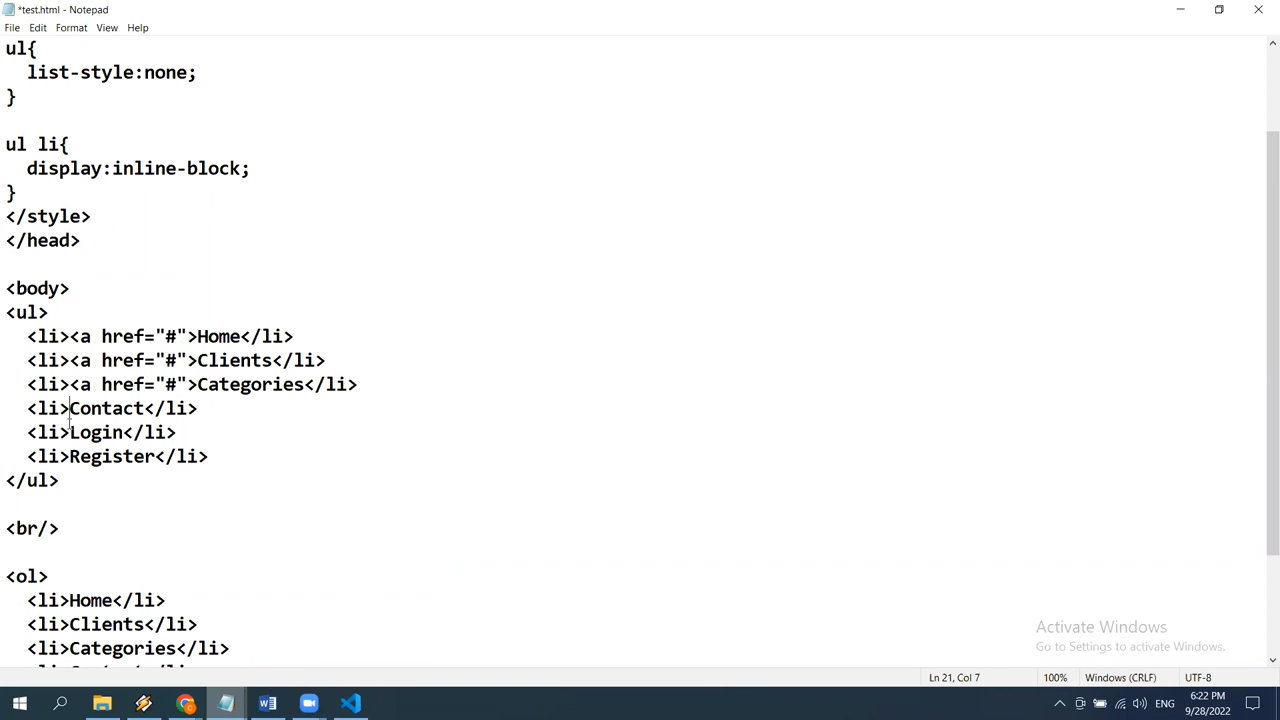 *test.html - Notepad
File Edit Format View Help
ul{
list-style:none;
}
ul li{
display:inline-block;
}
</style>
</head>
<body>
<ul>
<li><a href="#">Home</li>
<li><a href="#">Clients</li>
<li><a href="#">Categories</li>
<li>Contact</li>
<li>Login</li>
<li>Register</li>
</ul>
<br/>
<ol>
<li>Home</li>
<li>Clients</li>
<li>Categories</li>
Activate Windows
Go to Settings to activate Windows.
Ln 21, Col 7 100% Windows (CRLF) UTF-8
ENG 6:22 PM
9/28/2022